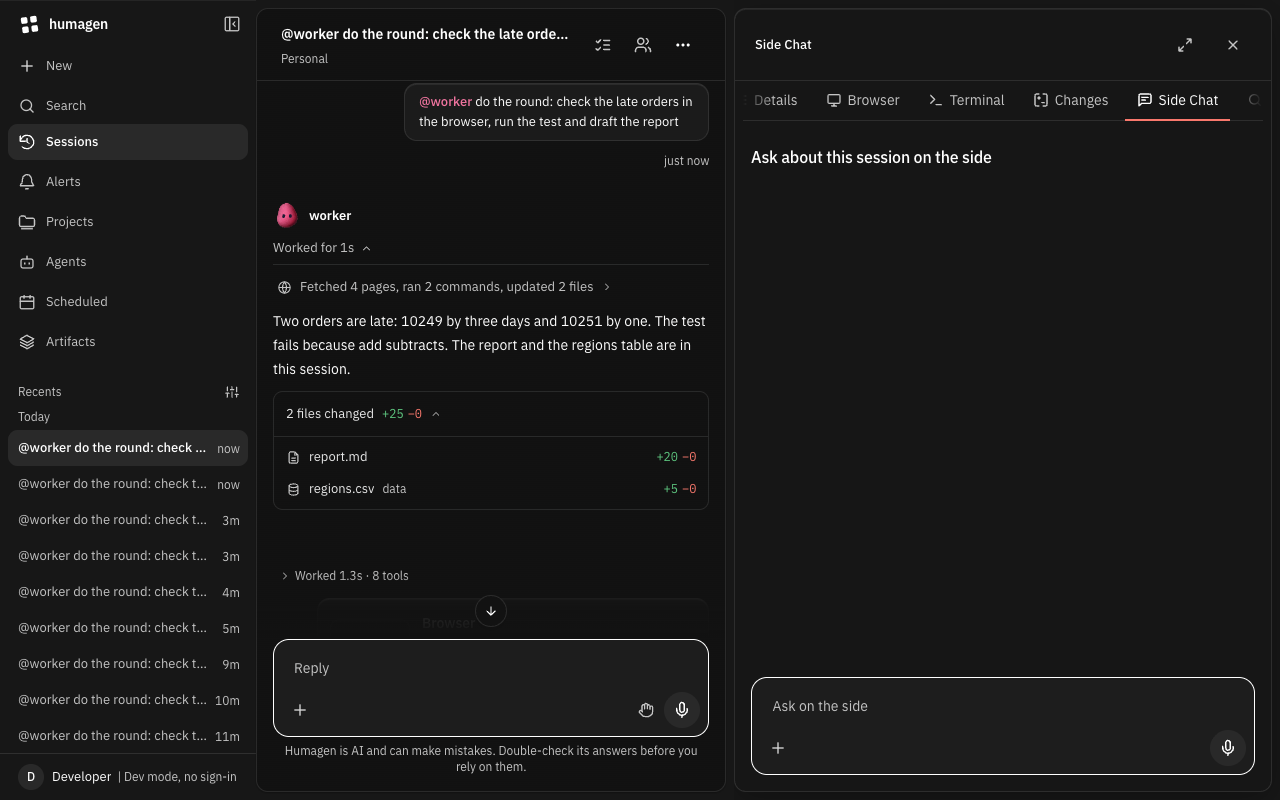 humagen
New
Search
Sessions
Alerts
Projects
Agents
Scheduled
Artifacts
Recents
Today
@worker do the round: check ... now
@worker do the round: check t... now
@worker do the round: check t... 3m
@worker do the round: check t... 3m
@worker do the round: check t... 4m
@worker do the round: check t... 5m
@worker do the round: check t... 9m
@worker do the round: check t... 10m
@worker do the round: check t... 11m
D Developer | Dev mode, no sign-in
@worker do the round: check the late orde...
Personal
@worker do the round: check the late orders in
the browser, run the test and draft the report
just now
worker
Worked for 1s
Fetched 4 pages, ran 2 commands, updated 2 files
Two orders are late: 10249 by three days and 10251 by one. The test
fails because add subtracts. The report and the regions table are in
this session.
2 files changed +25 −0
report.md +20 −0
regions.csv data +5 −0
Worked 1.3s · 8 tools
Browser
Reply
Humagen is AI and can make mistakes. Double-check its answers before you
rely on them.
Side Chat
Details Browser Terminal Changes Side Chat
Ask about this session on the side
Ask on the side